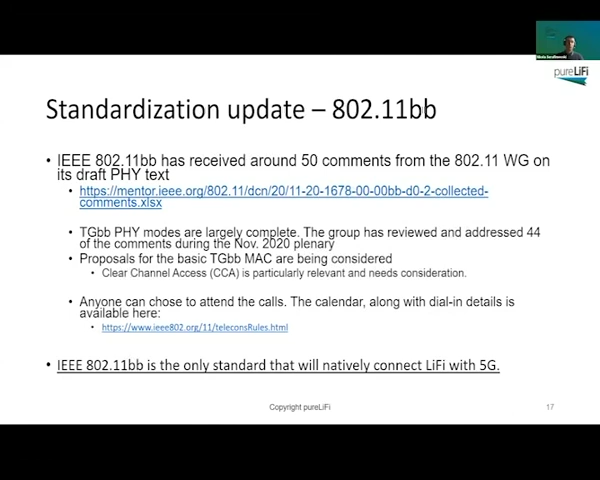 pureLiFi
Standardization update – 802.11bb
• IEEE 802.11bb has received around 50 comments from the 802.11 WG on
its draft PHY text
• https://mentor.ieee.org/802.11/dcn/20/11-20-1678-00-00bb-d0-2-collected-
comments.xlsx
• TGbb PHY modes are largely complete. The group has reviewed and addressed 44
of the comments during the Nov. 2020 plenary
• Proposals for the basic TGbb MAC are being considered
• Clear Channel Access (CCA) is particularly relevant and needs consideration.
• Anyone can chose to attend the calls. The calendar, along with dial-in details is
available here:
• https://www.ieee802.org/11/teleconsRules.html
• IEEE 802.11bb is the only standard that will natively connect LiFi with 5G.
Copyright pureLiFi
17